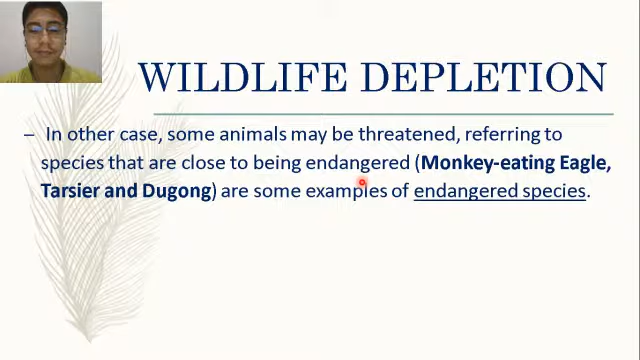 WILDLIFE DEPLETION
– In other case, some animals may be threatened, referring to
species that are close to being endangered (Monkey-eating Eagle,
Tarsier and Dugong) are some examples of endangered species.